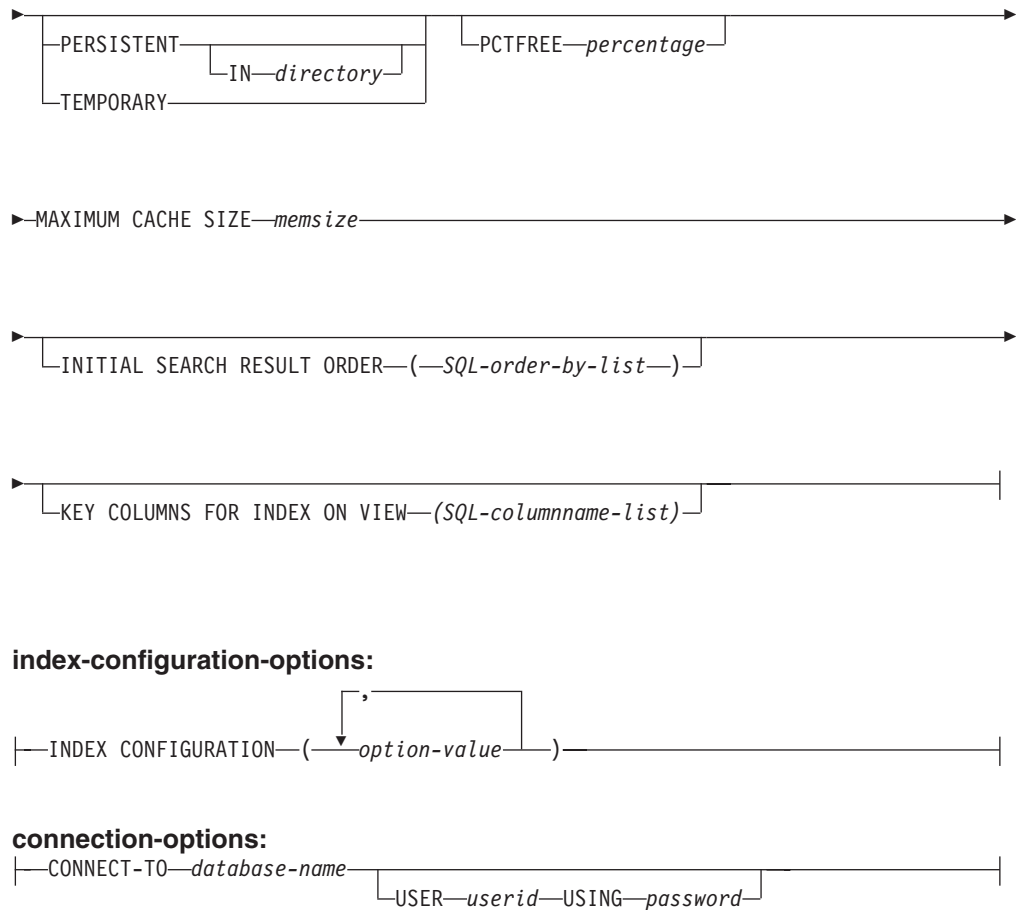 PERSISTENT PCTFREE percentage
IN directory
TEMPORARY
MAXIMUM CACHE SIZE memsize
INITIAL SEARCH RESULT ORDER ( SQL-order-by-list )
KEY COLUMNS FOR INDEX ON VIEW (SQL-columnname-list)
index-configuration-options:
,
INDEX CONFIGURATION ( option-value )
connection-options:
CONNECT-TO database-name
USER userid USING password